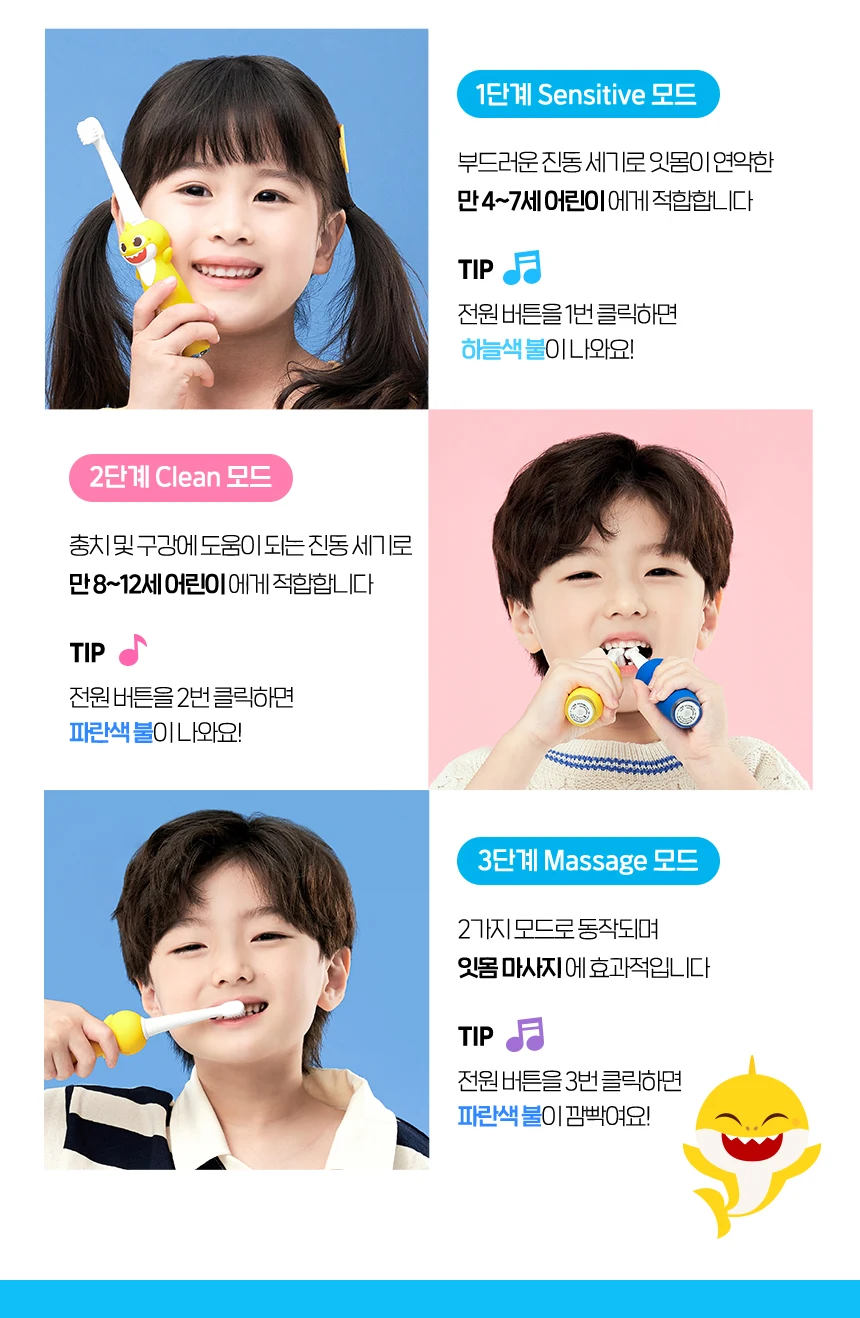 1단계 Sensitive 모드
부드러운 진동 세기로 잇몸이 연약한
만 4~7세 어린이 에게 적합합니다
TIP
전원 버튼을 1번 클릭하면
하늘색 불이 나와요!
2단계 Clean 모드
충치 및 구강에 도움이 되는 진동 세기로
만 8~12세 어린이 에게 적합합니다
TIP
전원 버튼을 2번 클릭하면
파란색 불이 나와요!
3단계 Massage 모드
2가지 모드로 동작되며
잇몸 마사지 에 효과적입니다
TIP
전원 버튼을 3번 클릭하면
파란색 불이 깜빡여요!